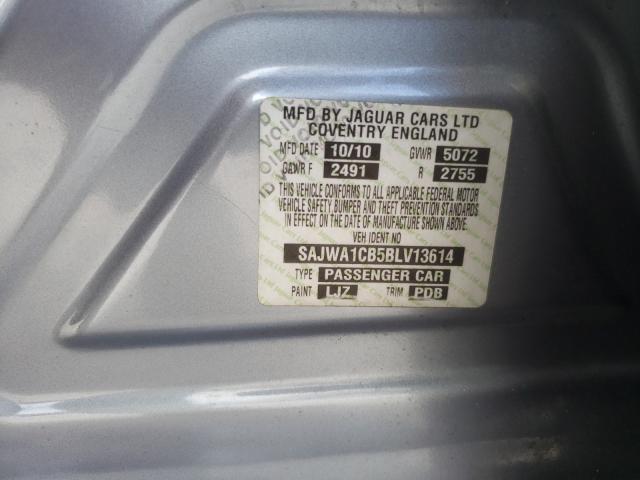 MFD BY JAGUAR CARS LTD
COVENTRY ENGLAND
MFD DATE 10/10 GVWR 5072
GAWR F 2491 R 2755
THIS VEHICLE CONFORMS TO ALL APPLICABLE FEDERAL MOTOR
VEHICLE SAFETY BUMPER AND THEFT PREVENTION STANDARDS
IN EFFECT ON THE DATE OF MANUFACTURE SHOWN ABOVE.
VEH IDENT NO
SAJWA1CB5BLV13614
TYPE PASSENGER CAR
PAINT LJZ TRIM PDB
VOID VOID